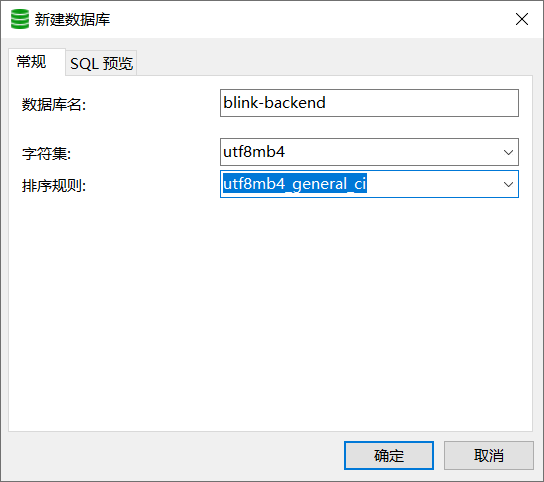 新建数据库
常规 SQL 预览
数据库名: blink-backend
字符集: utf8mb4
排序规则: utf8mb4_general_ci
确定 取消